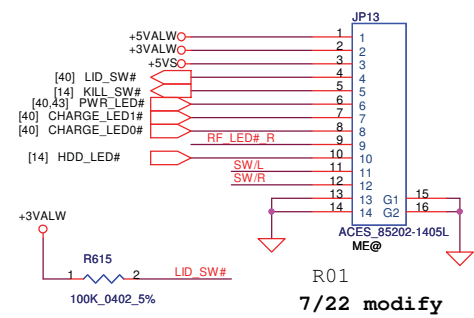 JP13
+5VALW 1 1
+3VALW 2 2
+5VS 3 3
[40] LID_SW# 4 4
[14] KILL_SW# 5 5
[40,43] PWR_LED# 6 6
[40] CHARGE_LED1# 7 7
[40] CHARGE_LED0# 8 8
RF_LED#_R 9 9
[14] HDD_LED# 10 10
SW/L 11 11
SW/R 12 12
13 13 G1 15
14 14 G2 16
ACES_85202-1405L
ME@
+3VALW
R615
1 2 LID_SW#
100K_0402_5%
R01
7/22 modify